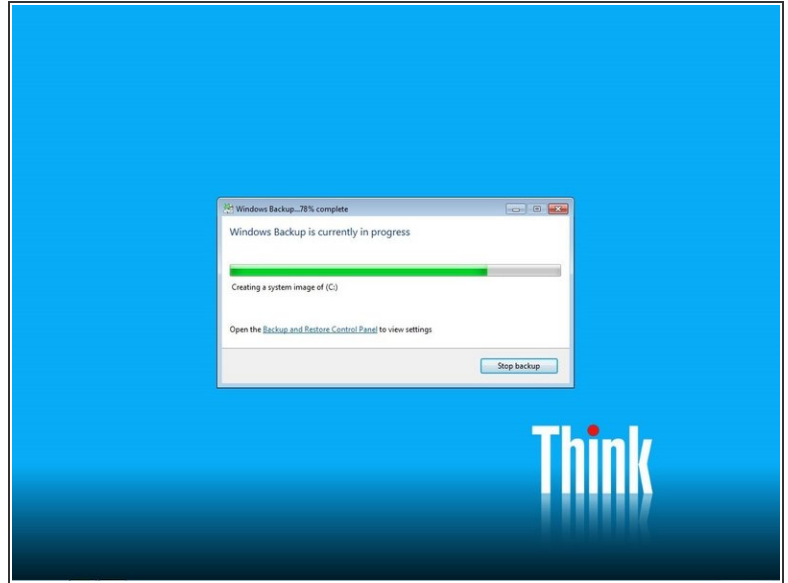 Windows Backup...78% complete
Windows Backup is currently in progress
Creating a system image of (C:)
Open the Backup and Restore Control Panel to view settings
Stop backup
Think